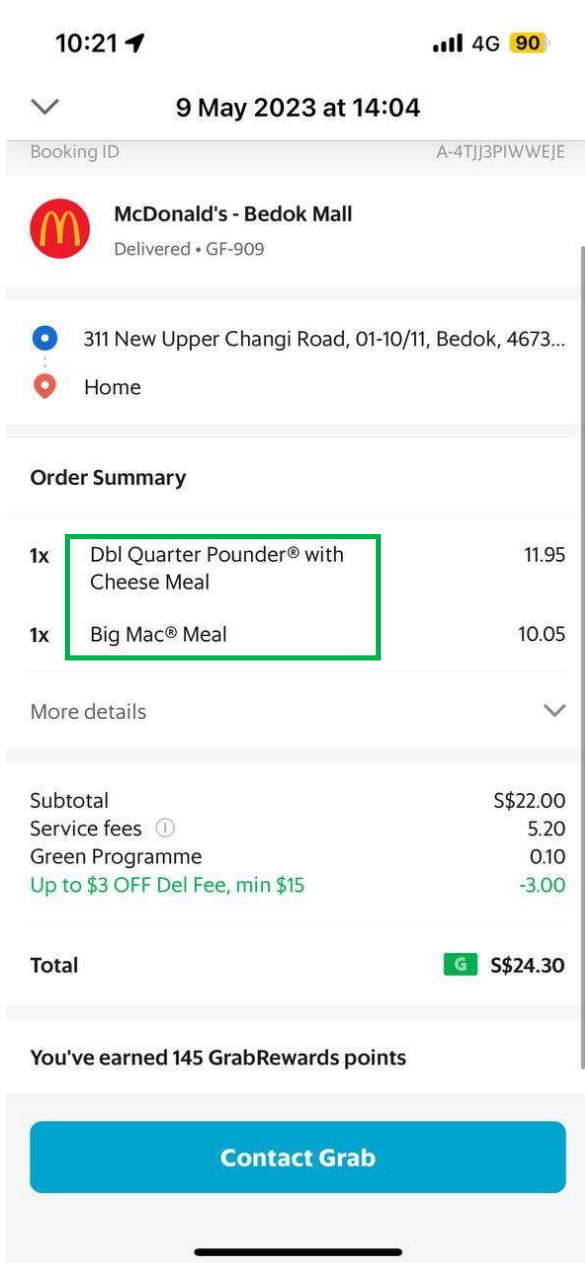 10:21
4G 90
9 May 2023 at 14:04
Booking ID A-4TJJ3PIWWEJE
McDonald's - Bedok Mall
Delivered • GF-909
311 New Upper Changi Road, 01-10/11, Bedok, 4673...
Home
Order Summary
1x Dbl Quarter Pounder® with 11.95
Cheese Meal
1x Big Mac® Meal 10.05
More details
Subtotal S$22.00
Service fees ⓘ 5.20
Green Programme 0.10
Up to $3 OFF Del Fee, min $15 -3.00
Total G S$24.30
You've earned 145 GrabRewards points
Contact Grab